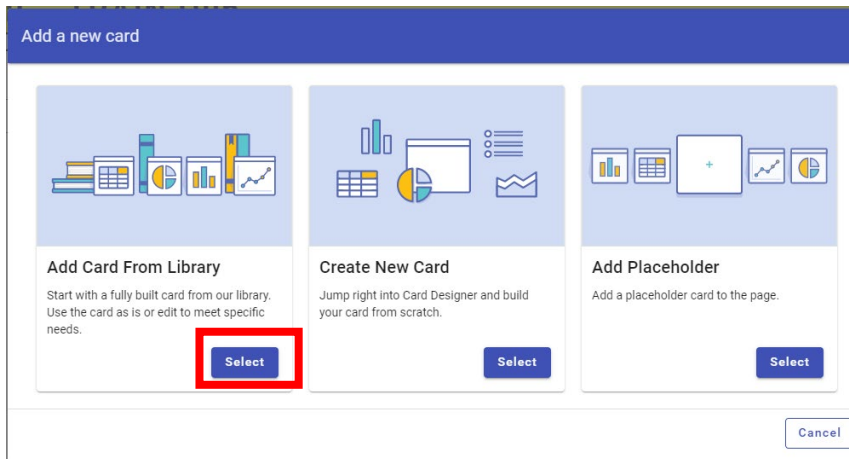 Add a new card
Add Card From Library
Start with a fully built card from our library.
Use the card as is or edit to meet specific
needs.
Select
Create New Card
Jump right into Card Designer and build
your card from scratch.
Select
Add Placeholder
Add a placeholder card to the page.
Select
Cancel